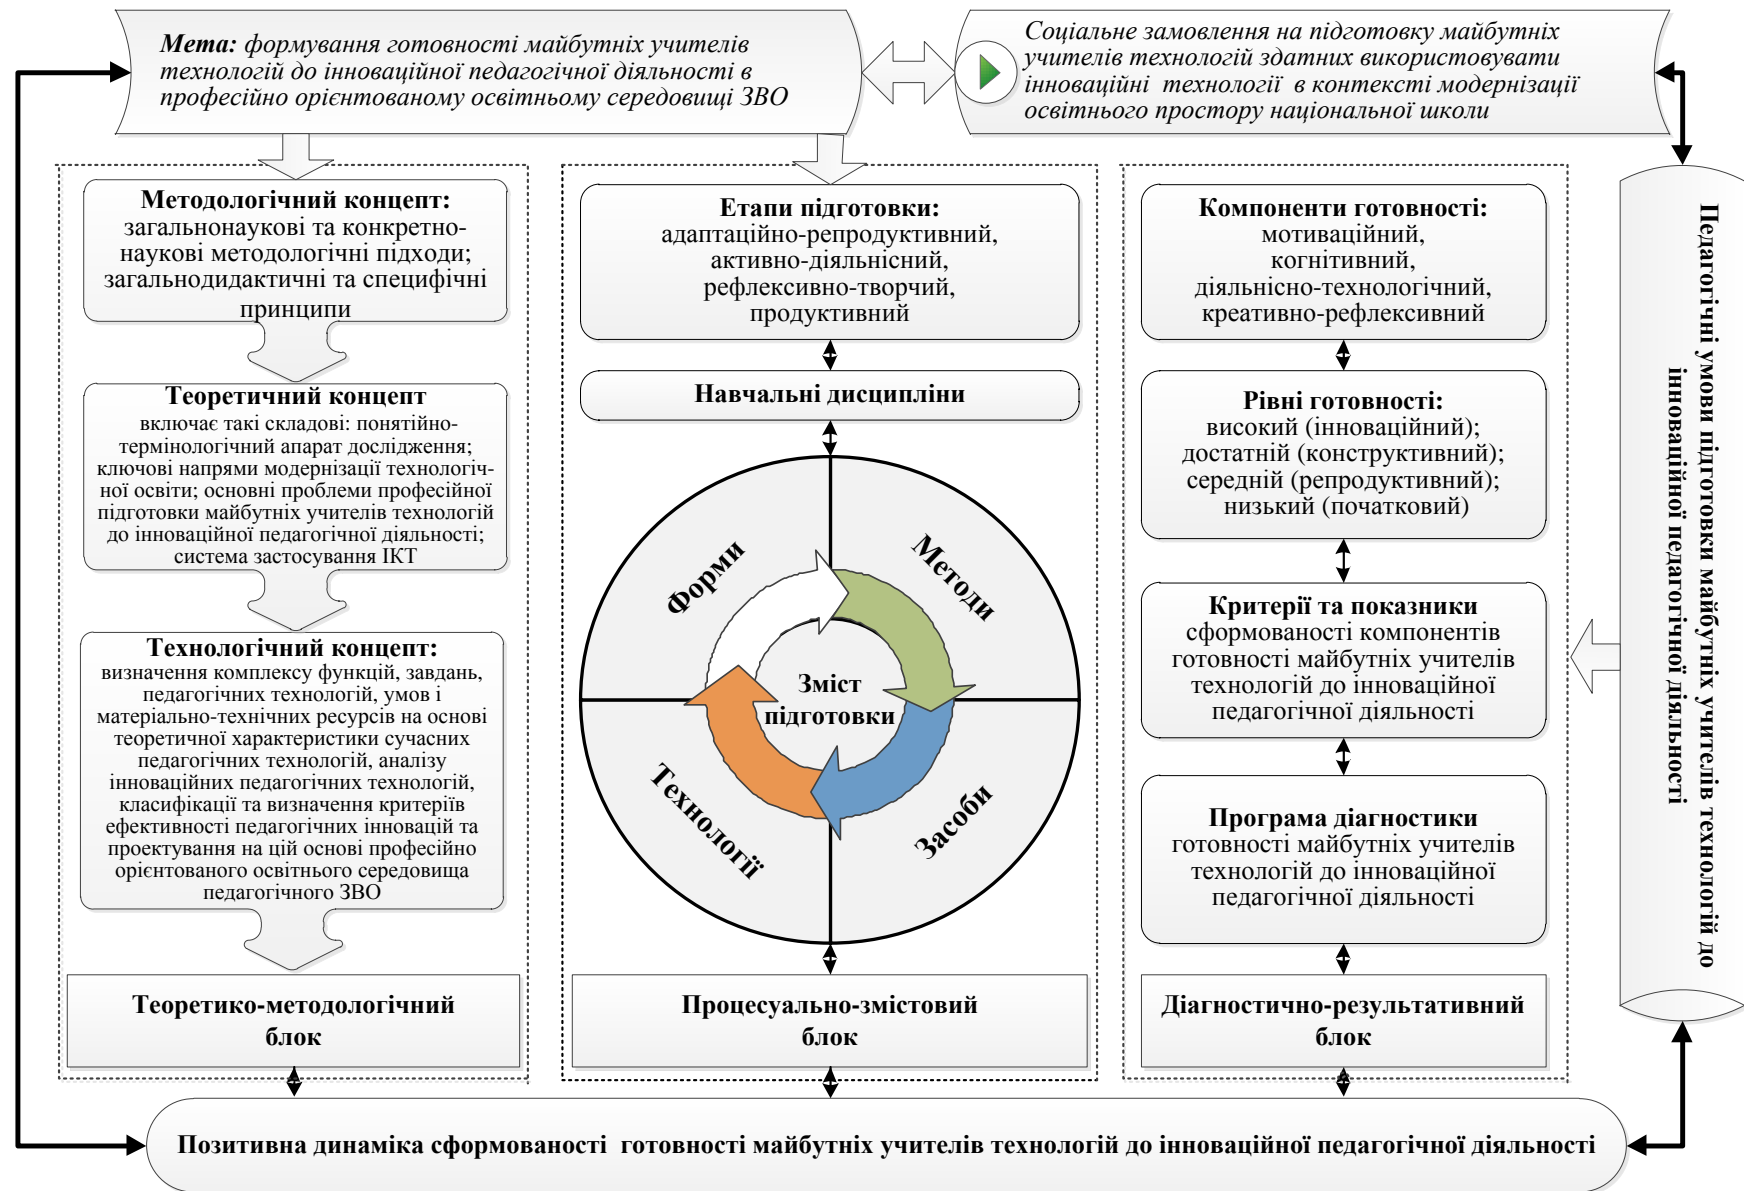 Мета: формування готовності майбутніх учителів
технологій до інноваційної педагогічної діяльності в
професійно орієнтованому освітньому середовищі ЗВО
Соціальне замовлення на підготовку майбутніх
учителів технологій здатних використовувати
інноваційні технології в контексті модернізації
освітнього простору національної школи
Методологічний концепт:
загальнонаукові та конкретно-
наукові методологічні підходи;
загальнодидактичні та специфічні
принципи
Теоретичний концепт
включає такі складові: понятійно-
термінологічний апарат дослідження;
ключові напрями модернізації технологіч-
ної освіти; основні проблеми професійної
підготовки майбутніх учителів технологій
до інноваційної педагогічної діяльності;
система застосування ІКТ
Технологічний концепт:
визначення комплексу функцій, завдань,
педагогічних технологій, умов і
матеріально-технічних ресурсів на основі
теоретичної характеристики сучасних
педагогічних технологій, аналізу
інноваційних педагогічних технологій,
класифікації та визначення критеріїв
ефективності педагогічних інновацій та
проектування на цій основі професійно
орієнтованого освітнього середовища
педагогічного ЗВО
Теоретико-методологічний
блок
Етапи підготовки:
адаптаційно-репродуктивний,
активно-діяльнісний,
рефлексивно-творчий,
продуктивний
Навчальні дисципліни
Форми
Методи
Зміст
підготовки
Технології
Засоби
Процесуально-змістовий
блок
Компоненти готовності:
мотиваційний,
когнітивний,
діяльнісно-технологічний,
креативно-рефлексивний
Рівні готовності:
високий (інноваційний);
достатній (конструктивний);
середній (репродуктивний);
низький (початковий)
Критерії та показники
сформованості компонентів
готовності майбутніх учителів
технологій до інноваційної
педагогічної діяльності
Програма діагностики
готовності майбутніх учителів
технологій до інноваційної
педагогічної діяльності
Діагностично-результативний
блок
Педагогічні умови підготовки майбутніх учителів технологій до
інноваційної педагогічної діяльності
Позитивна динаміка сформованості готовності майбутніх учителів технологій до інноваційної педагогічної діяльності